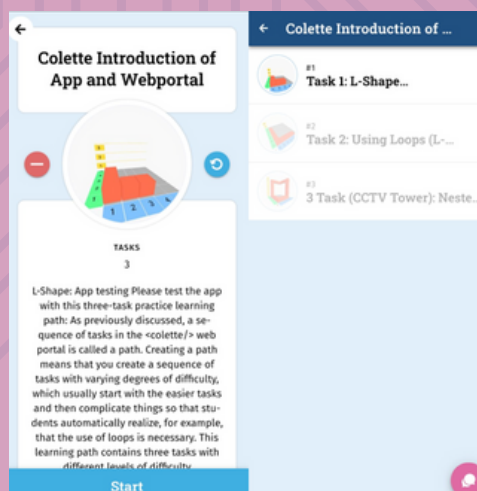 Colette Introduction of
App and Webportal
TASKS
3
L-Shape: App testing Please test the app
with this three-task practice learning
path: As previously discussed, a se-
quence of tasks in the <colette/> web
portal is called a path. Creating a path
means that you create a sequence of
tasks with varying degrees of difficulty,
which usually start with the easier tasks
and then complicate things so that stu-
dents automatically realize, for example,
that the use of loops is necessary. This
learning path contains three tasks with
different levels of difficulty
Start
Colette Introduction of ...
#1
Task 1: L-Shape...
#2
Task 2: Using Loops (L-...
#3
3 Task (CCTV Tower): Neste..